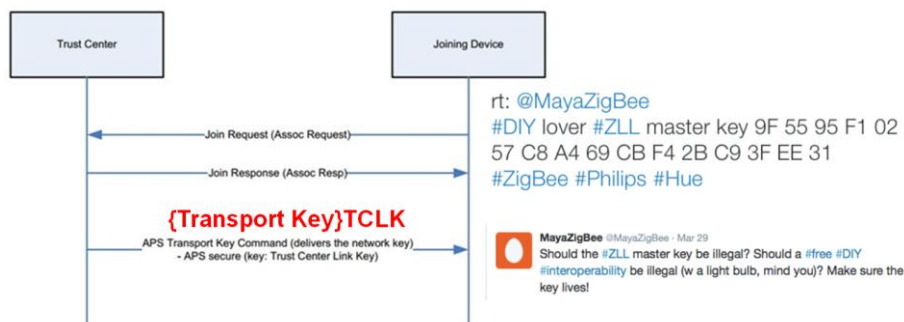 Trust Center
Joining Device
Join Request (Assoc Request)
Join Response (Assoc Resp)
{Transport Key}TCLK
APS Transport Key Command (delivers the network key)
- APS secure (key: Trust Center Link Key)
rt: @MayaZigBee
#DIY lover #ZLL master key 9F 55 95 F1 02
57 C8 A4 69 CB F4 2B C9 3F EE 31
#ZigBee #Philips #Hue
MayaZigBee @MayaZigBee · Mar 29
Should the #ZLL master key be illegal? Should a #free #DIY
#interoperability be illegal (w a light bulb, mind you)? Make sure the
key lives!